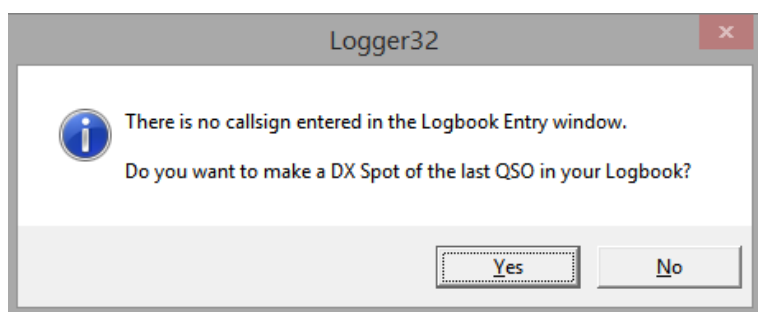 Logger32
There is no callsign entered in the Logbook Entry window.
Do you want to make a DX Spot of the last QSO in your Logbook?
Yes No